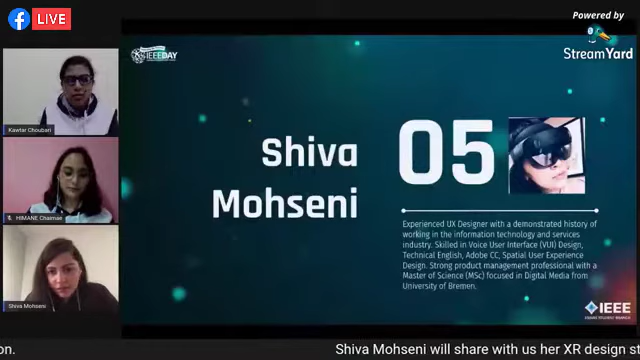 LIVE
Powered by
StreamYard
IEEEDAY
Kawtar Choubari
HIMANE Chaimae
Shiva Mohseni
Shiva
Mohseni
05
Experienced UX Designer with a demonstrated history of
working in the information technology and services
industry. Skilled in Voice User Interface (VUI) Design,
Technical English, Adobe CC, Spatial User Experience
Design. Strong product management professional with a
Master of Science (MSc) focused in Digital Media from
University of Bremen.
IEEE
on.
Shiva Mohseni will share with us her XR design st